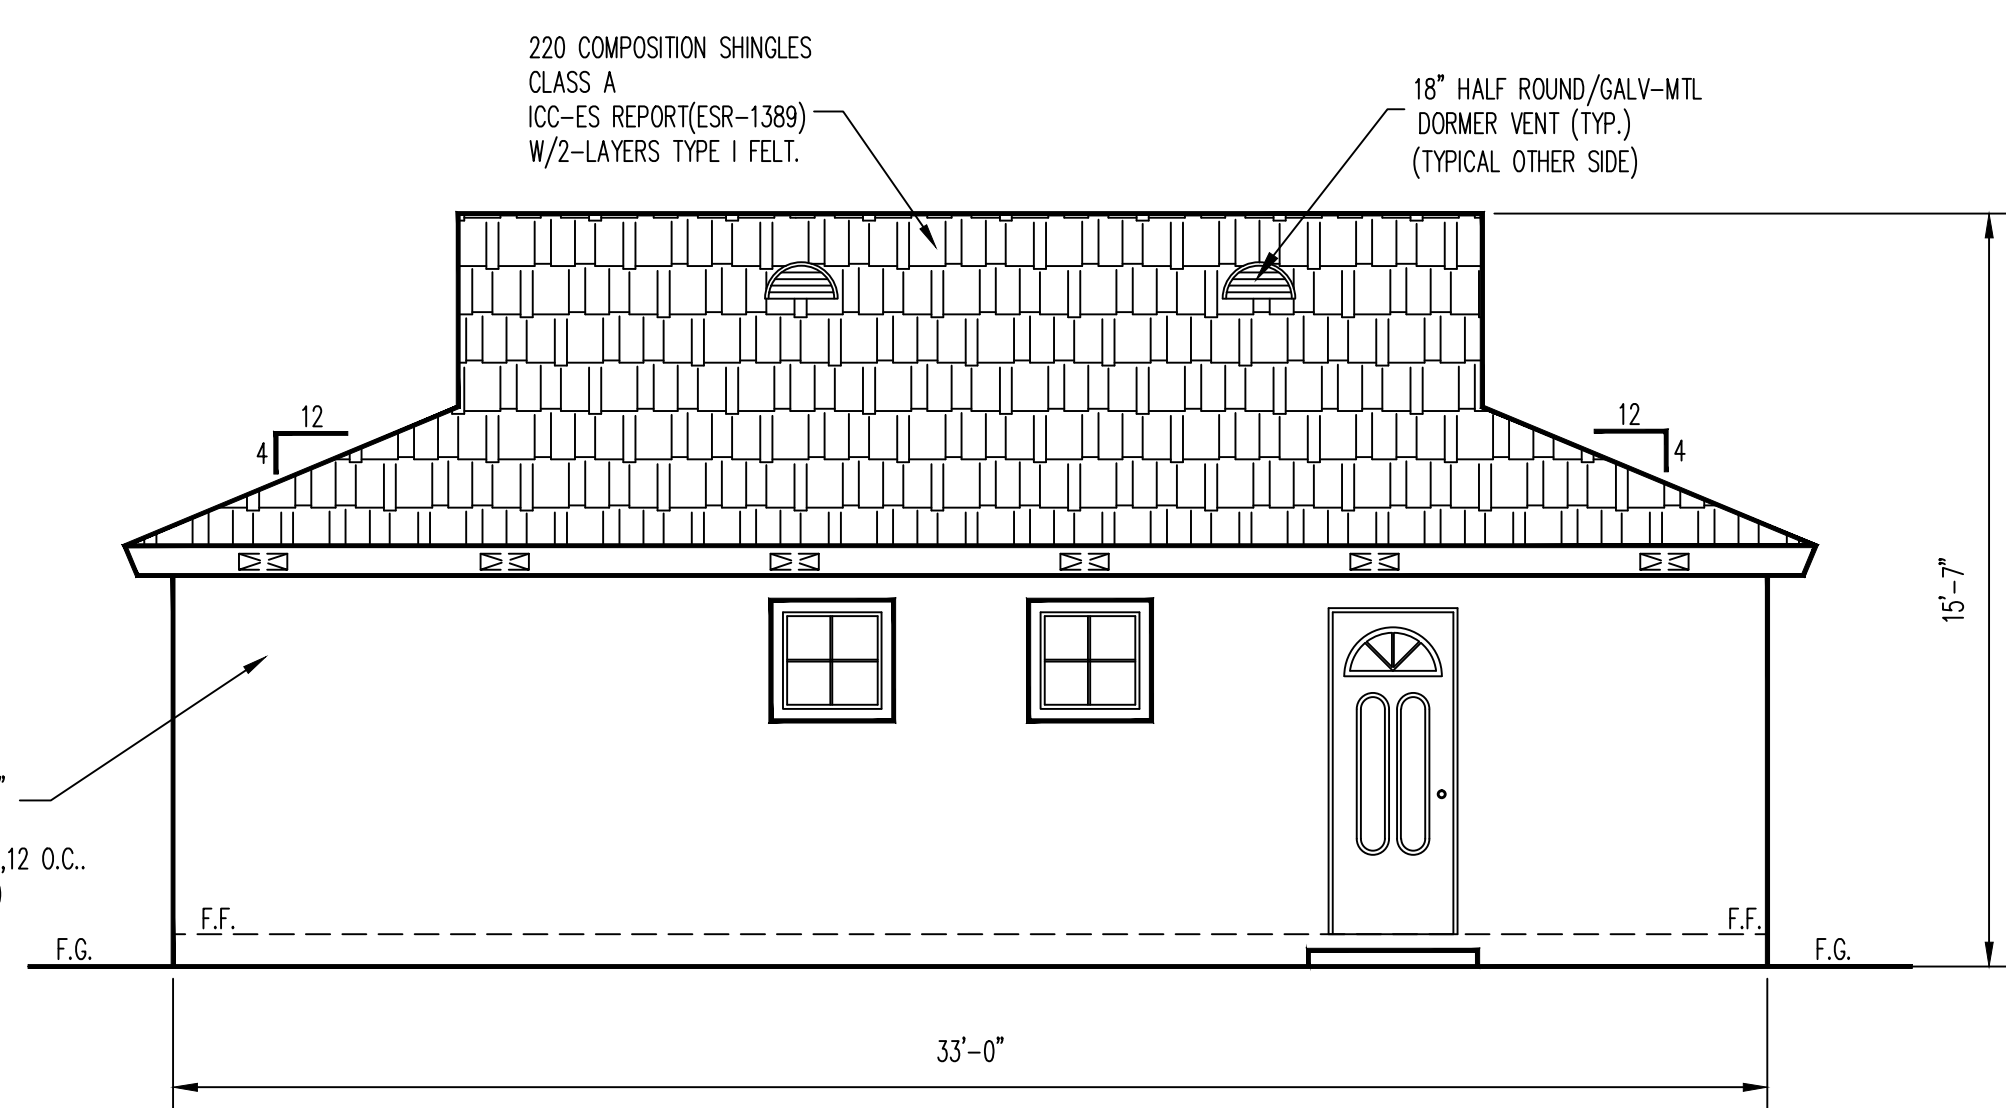 220 COMPOSITION SHINGLES
CLASS A
ICC-ES REPORT(ESR-1389)
W/2-LAYERS TYPE I FELT.
18" HALF ROUND/GALV-MTL
DORMER VENT (TYP.)
(TYPICAL OTHER SIDE)
12
4
12
4
15'-7"
"
,12 O.C..
)
F.F.
F.F.
F.G.
F.G.
33'-0"